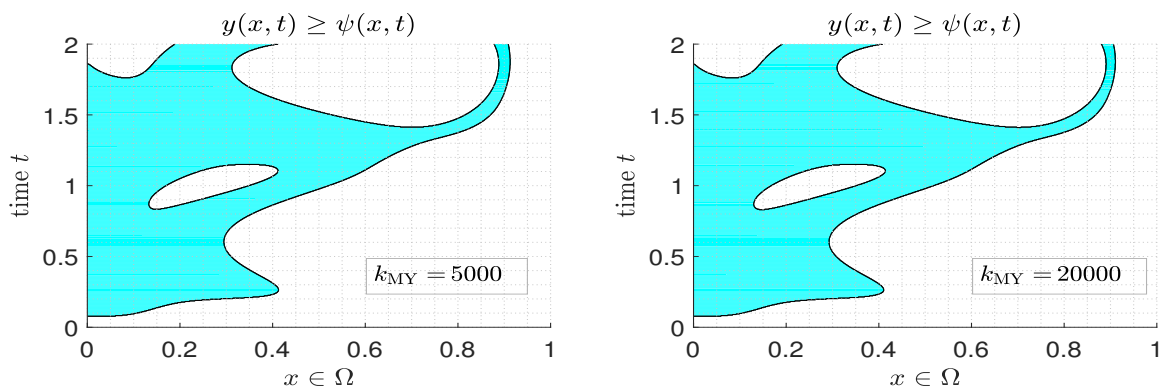 y(x, t) ≥ ψ(x, t)
2
1.5
1
0.5
0
time t
k_MY = 5000
0 0.2 0.4 0.6 0.8 1
x ∈ Ω
y(x, t) ≥ ψ(x, t)
2
1.5
1
0.5
0
time t
k_MY = 20000
0 0.2 0.4 0.6 0.8 1
x ∈ Ω